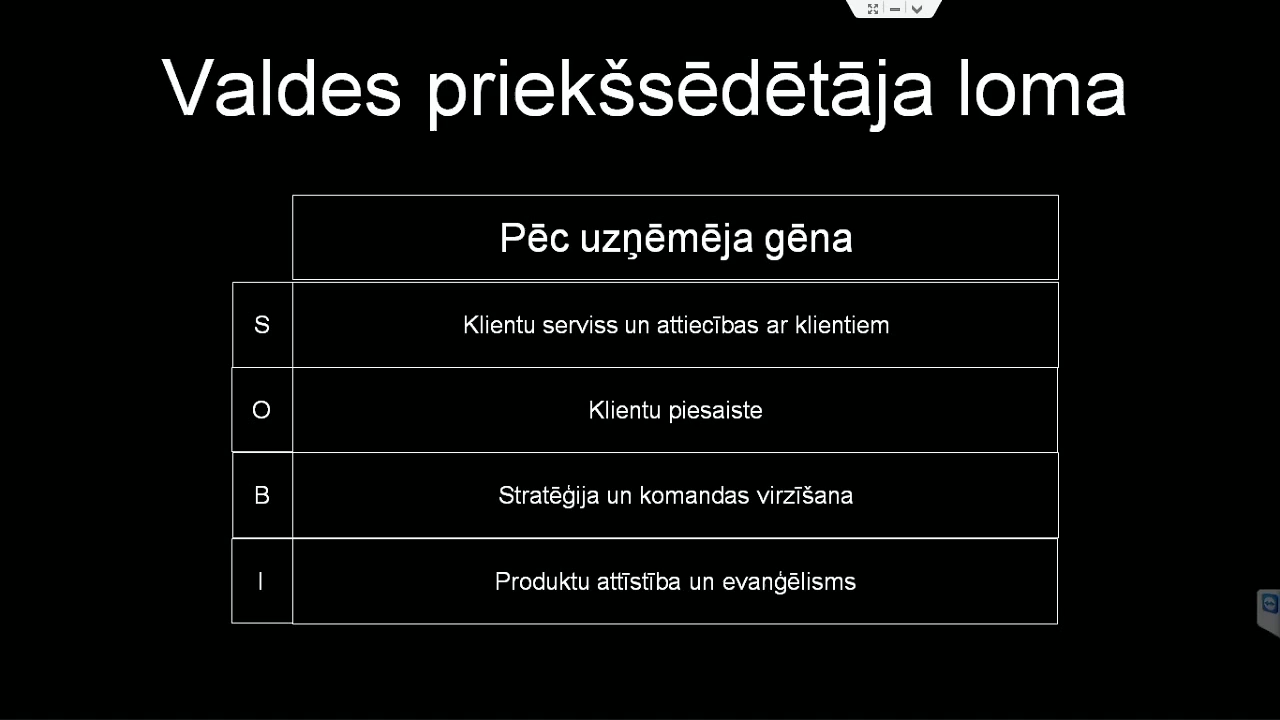 Valdes priekšsēdētāja loma
Pēc uzņēmēja gēna
S Klientu serviss un attiecības ar klientiem
O Klientu piesaiste
B Stratēģija un komandas virzīšana
I Produktu attīstība un evaņģēlisms